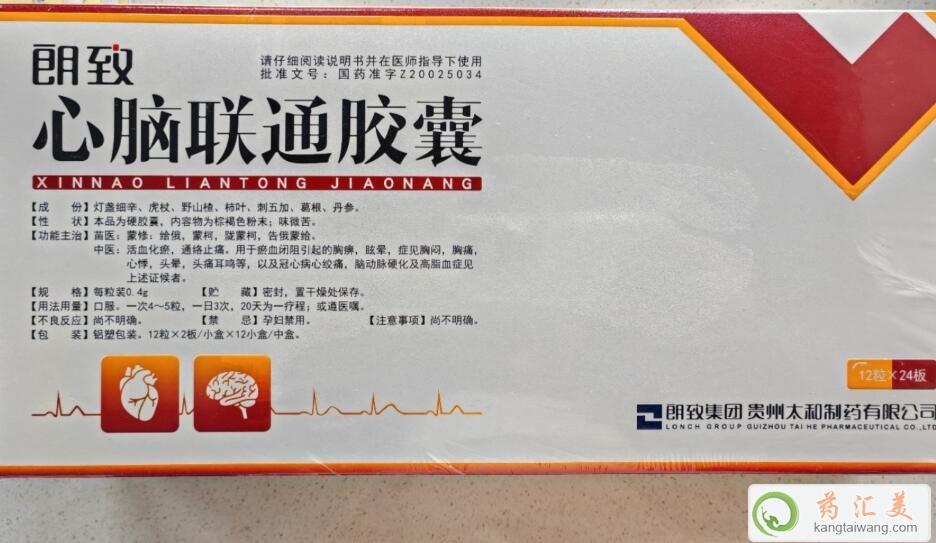 朗致
请仔细阅读说明书并在医师指导下使用
批准文号：国药准字Z20025034
心脑联通胶囊
XINNAO LIANTONG JIAONANG
【成　份】灯盏细辛、虎杖、野山楂、柿叶、刺五加、葛根、丹参。
【性　状】本品为硬胶囊，内容物为棕褐色粉末；味微苦。
【功能主治】苗医：蒙修：给俄，蒙柯，陇蒙柯，告俄蒙给。
中医：活血化瘀，通络止痛。用于瘀血闭阻引起的胸痹，眩晕，症见胸闷，胸痛，
心悸，头晕，头痛耳鸣等，以及冠心病心绞痛，脑动脉硬化及高脂血症见
上述证候者。
【规　格】每粒装0.4g　【贮　藏】密封，置干燥处保存。
【用法用量】口服。一次4～5粒，一日3次，20天为一疗程；或遵医嘱。
【不良反应】尚不明确。　【禁　忌】孕妇禁用。　【注意事项】尚不明确。
【包　装】铝塑包装。12粒×2板/小盒×12小盒/中盒。
12粒×24板
朗致集团 贵州太和制药有限公司
LONCH GROUP GUIZHOU TAI HE PHARMACEUTICAL CO.,LTD
药汇美
kangtaiwang.com